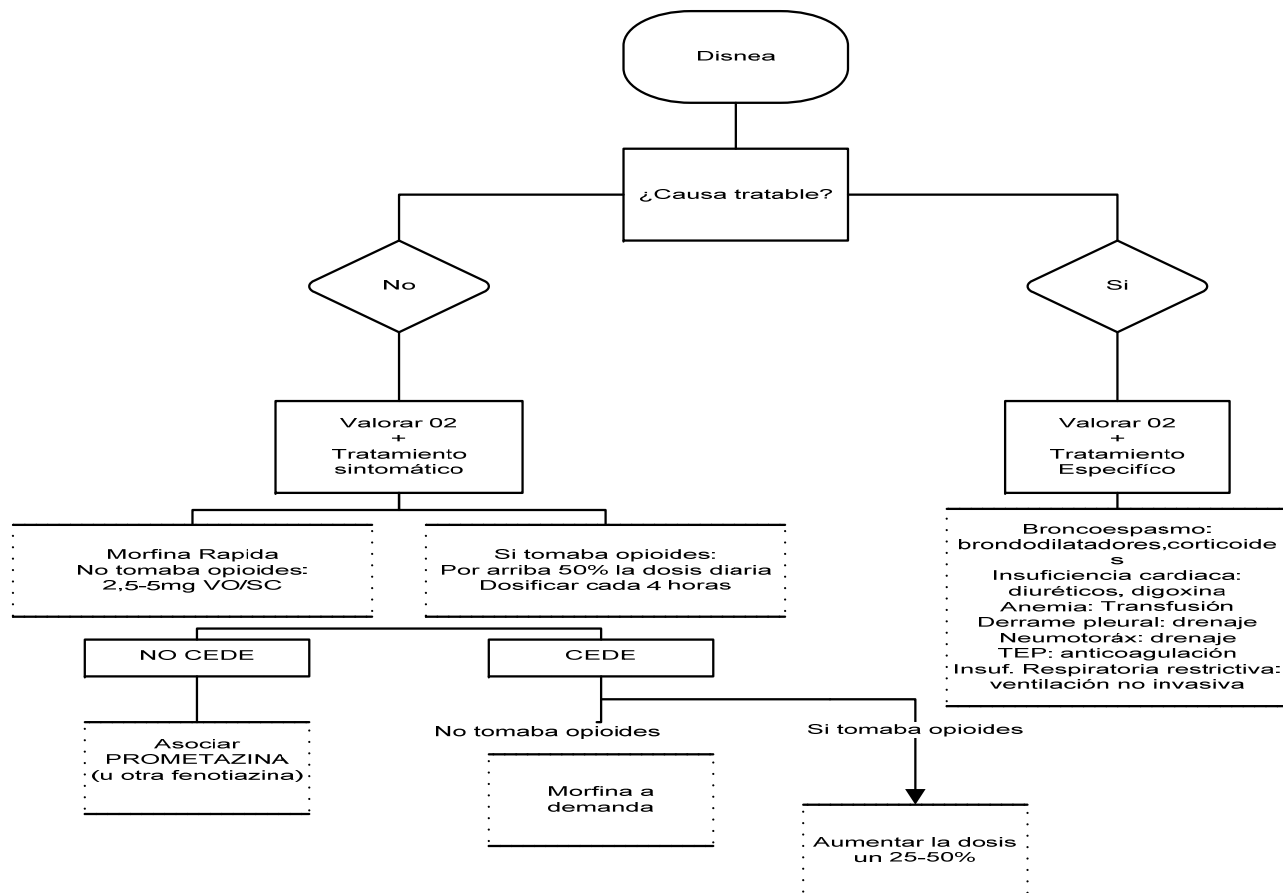 Disnea
¿Causa tratable?
No
Si
Valorar 02
+
Tratamiento
sintomático
Valorar 02
+
Tratamiento
Especifíco
Morfina Rapida
No tomaba opioides:
2,5-5mg VO/SC
Si tomaba opioides:
Por arriba 50% la dosis diaria
Dosificar cada 4 horas
Broncoespasmo:
brondodilatadores,corticoide
s
Insuficiencia cardiaca:
diuréticos, digoxina
Anemia: Transfusión
Derrame pleural: drenaje
Neumotoráx: drenaje
TEP: anticoagulación
Insuf. Respiratoria restrictiva:
ventilación no invasiva
NO CEDE
CEDE
Asociar
PROMETAZINA
(u otra fenotiazina)
No tomaba opioides
Si tomaba opioides
Morfina a
demanda
Aumentar la dosis
un 25-50%